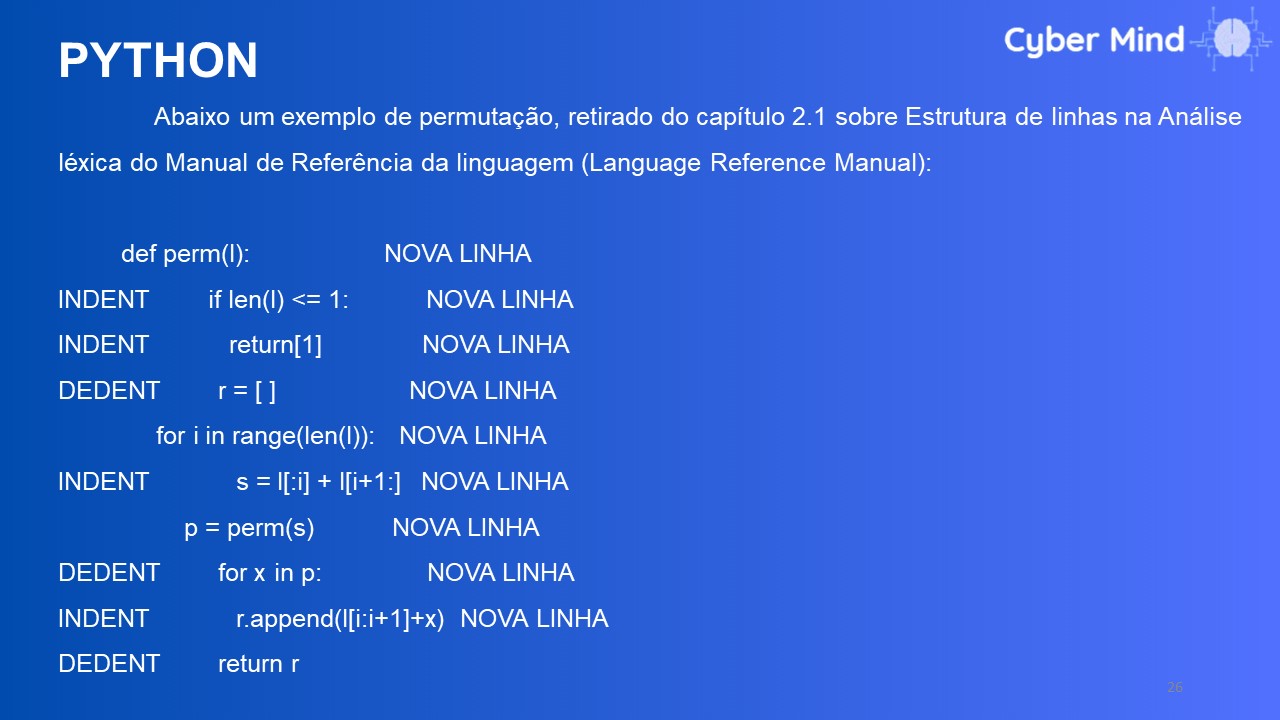 PYTHON
Cyber Mind
Abaixo um exemplo de permutação, retirado do capítulo 2.1 sobre Estrutura de linhas na Análise
léxica do Manual de Referência da linguagem (Language Reference Manual):
def perm(l): NOVA LINHA
INDENT if len(l) <= 1: NOVA LINHA
INDENT return[1] NOVA LINHA
DEDENT r = [ ] NOVA LINHA
for i in range(len(l)): NOVA LINHA
INDENT s = l[:i] + l[i+1:] NOVA LINHA
p = perm(s) NOVA LINHA
DEDENT for x in p: NOVA LINHA
INDENT r.append(l[i:i+1]+x) NOVA LINHA
DEDENT return r
26